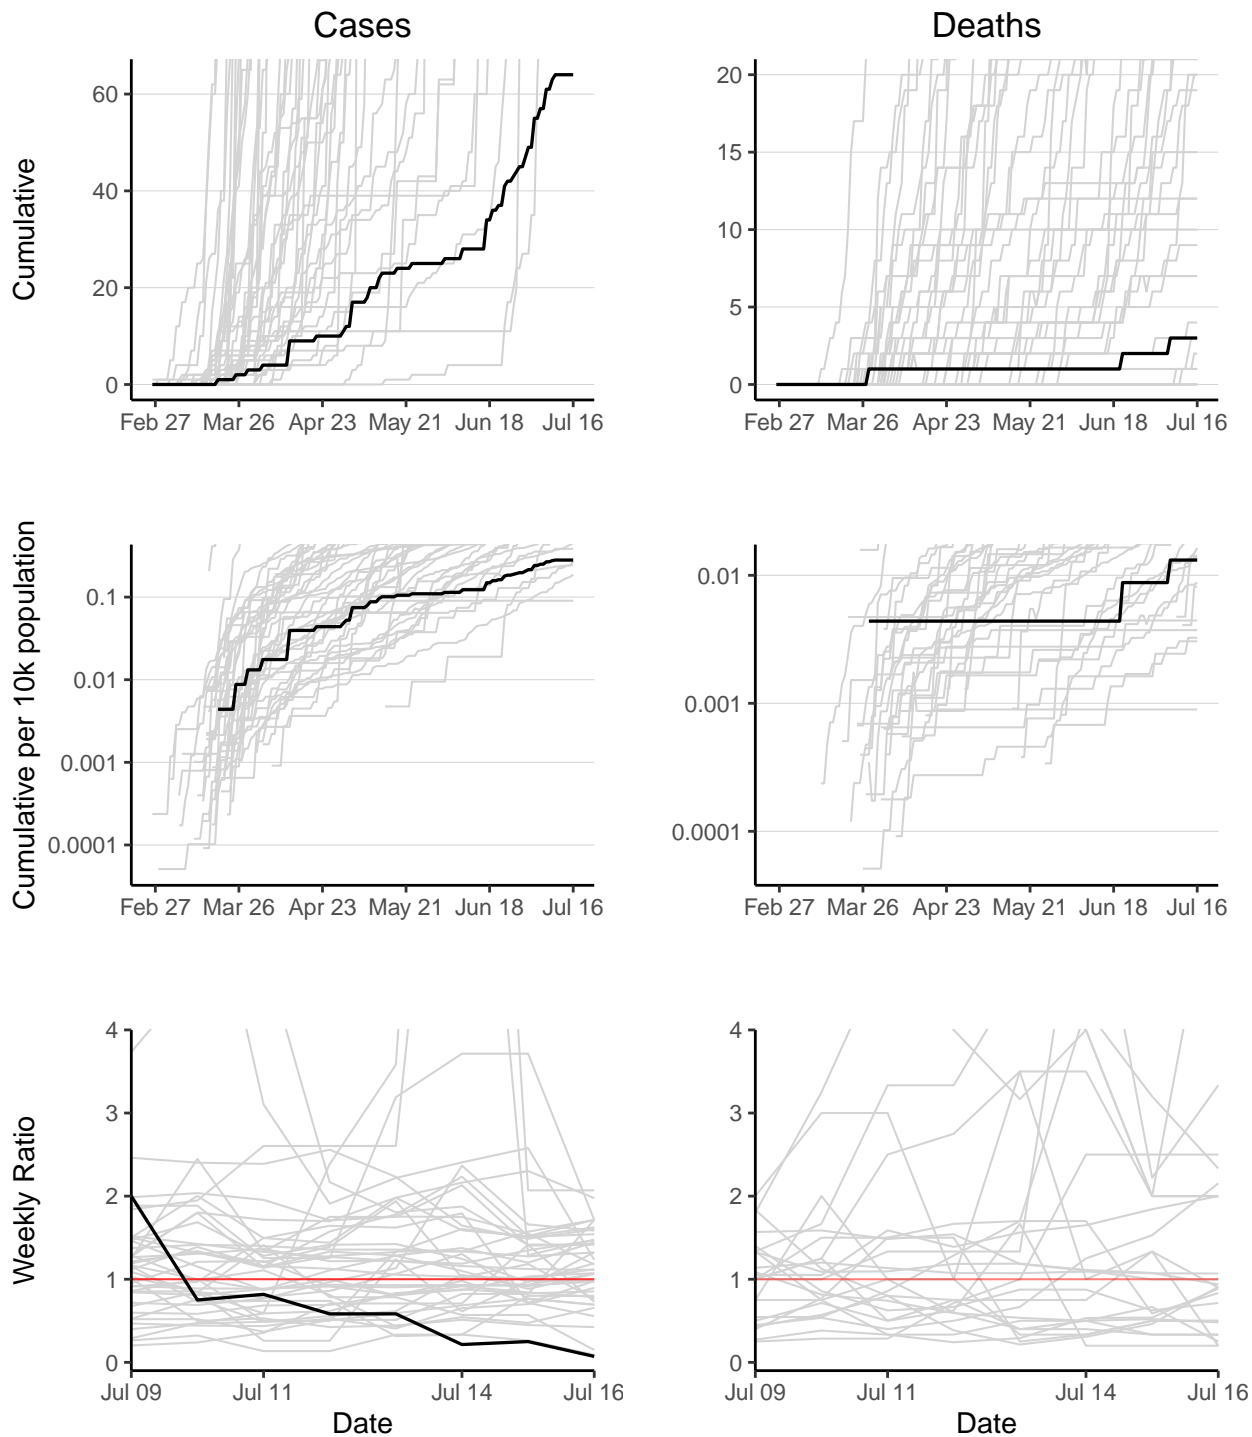 Cases
Deaths
Cumulative
60
40
20
0
Feb 27 Mar 26 Apr 23 May 21 Jun 18 Jul 16
20
15
10
5
0
Feb 27 Mar 26 Apr 23 May 21 Jun 18 Jul 16
Cumulative per 10k population
0.1
0.01
0.001
0.0001
Feb 27 Mar 26 Apr 23 May 21 Jun 18 Jul 16
0.01
0.001
0.0001
Feb 27 Mar 26 Apr 23 May 21 Jun 18 Jul 16
Weekly Ratio
4
3
2
1
0
Jul 09 Jul 11 Jul 14 Jul 16
Date
4
3
2
1
0
Jul 09 Jul 11 Jul 14 Jul 16
Date